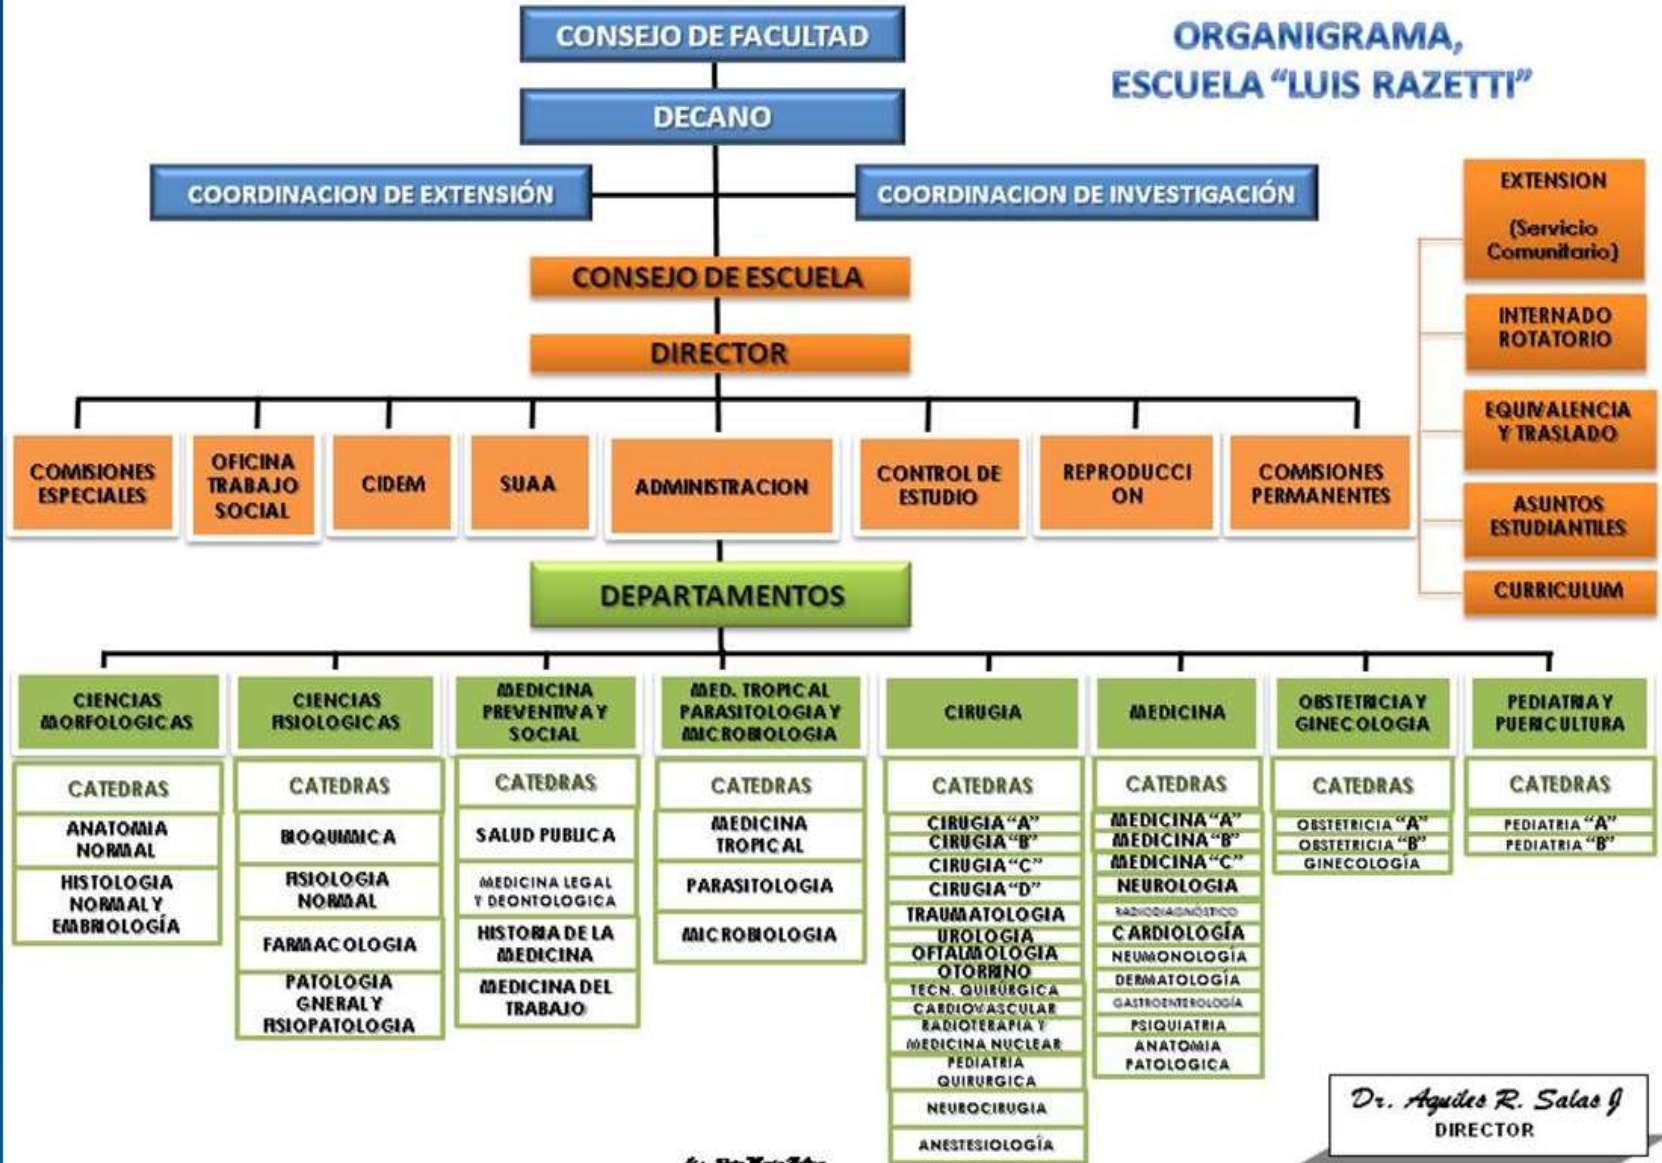 CONSEJO DE FACULTAD
ORGANIGRAMA,
ESCUELA “LUIS RAZETTI”
DECANO
COORDINACION DE EXTENSIÓN
COORDINACION DE INVESTIGACIÓN
CONSEJO DE ESCUELA
DIRECTOR
EXTENSION
(Servicio
Comunitario)
INTERNADO
ROTATORIO
EQUIVALENCIA
Y TRASLADO
ASUNTOS
ESTUDIANTILES
CURRICULUM
COMISIONES
ESPECIALES
OFICINA
TRABAJO
SOCIAL
CIDEM
SUAA
ADMINISTRACION
CONTROL DE
ESTUDIO
REPRODUCCI
ON
COMISIONES
PERMANENTES
DEPARTAMENTOS
CIENCIAS
MORFOLOGICAS
CATEDRAS
ANATOMIA
NORMAL
HISTOLOGIA
NORMAL Y
EMBRIOLOGÍA
CIENCIAS
FISIOLOGICAS
CATEDRAS
BIOQUIMICA
FISIOLOGIA
NORMAL
FARMACOLOGIA
PATOLOGIA
GNERAL Y
FISIOPATOLOGIA
MEDICINA
PREVENTIVA Y
SOCIAL
CATEDRAS
SALUD PUBLICA
MEDICINA LEGAL
Y DEONTOLOGICA
HISTORIA DE LA
MEDICINA
MEDICINA DEL
TRABAJO
MED. TROPICAL
PARASITOLOGIA Y
MICROBIOLOGIA
CATEDRAS
MEDICINA
TROPICAL
PARASITOLOGIA
MICROBIOLOGIA
CIRUGIA
CATEDRAS
CIRUGIA “A”
CIRUGIA “B”
CIRUGIA “C”
CIRUGIA “D”
TRAUMATOLOGIA
UROLOGIA
OFTALMOLOGIA
OTORRINO
TECN. QUIRÚRGICA
CARDIOVASCULAR
RADIOTERAPIA Y
MEDICINA NUCLEAR
PEDIATRIA
QUIRURGICA
NEUROCIRUGIA
ANESTESIOLOGÍA
MEDICINA
CATEDRAS
MEDICINA “A”
MEDICINA “B”
MEDICINA “C”
NEUROLOGIA
RADIODIAGNÓSTICO
CARDIOLOGÍA
NEUMONOLOGÍA
DERMATOLOGÍA
GASTROENTEROLOGÍA
PSIQUIATRIA
ANATOMIA
PATOLOGICA
OBSTETRICIA Y
GINECOLOGIA
CATEDRAS
OBSTETRICIA “A”
OBSTETRICIA “B”
GINECOLOGÍA
PEDIATRIA Y
PUERICULTURA
CATEDRAS
PEDIATRIA “A”
PEDIATRIA “B”
Dr. Aquiles R. Salas J
DIRECTOR